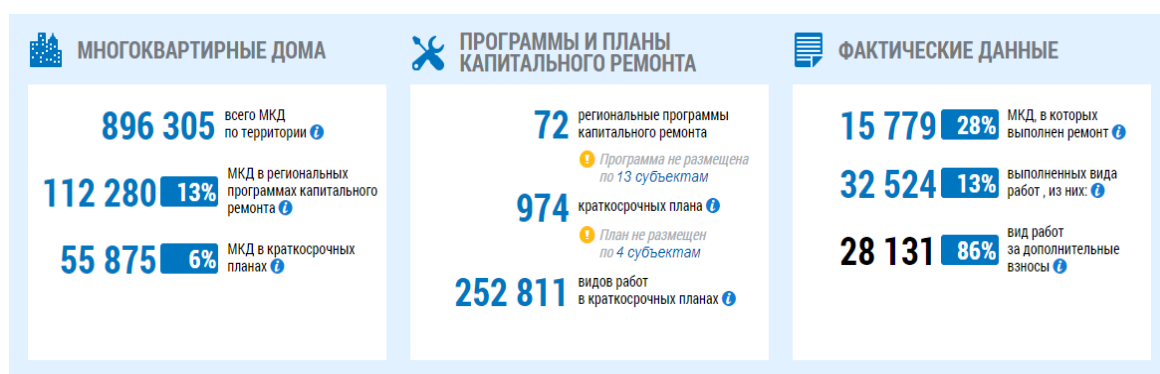 МНОГОКВАРТИРНЫЕ ДОМА
896 305 всего МКД
по территории
112 280 13% МКД в региональных
программах капитального
ремонта
55 875 6% МКД в краткосрочных
планах
ПРОГРАММЫ И ПЛАНЫ
КАПИТАЛЬНОГО РЕМОНТА
72 региональные программы
капитального ремонта
Программа не размещена
по 13 субъектам
974 краткосрочных плана
План не размещен
по 4 субъектам
252 811 видов работ
в краткосрочных планах
ФАКТИЧЕСКИЕ ДАННЫЕ
15 779 28% МКД, в которых
выполнен ремонт
32 524 13% выполненных вида
работ , из них:
28 131 86% вид работ
за дополнительные
взносы